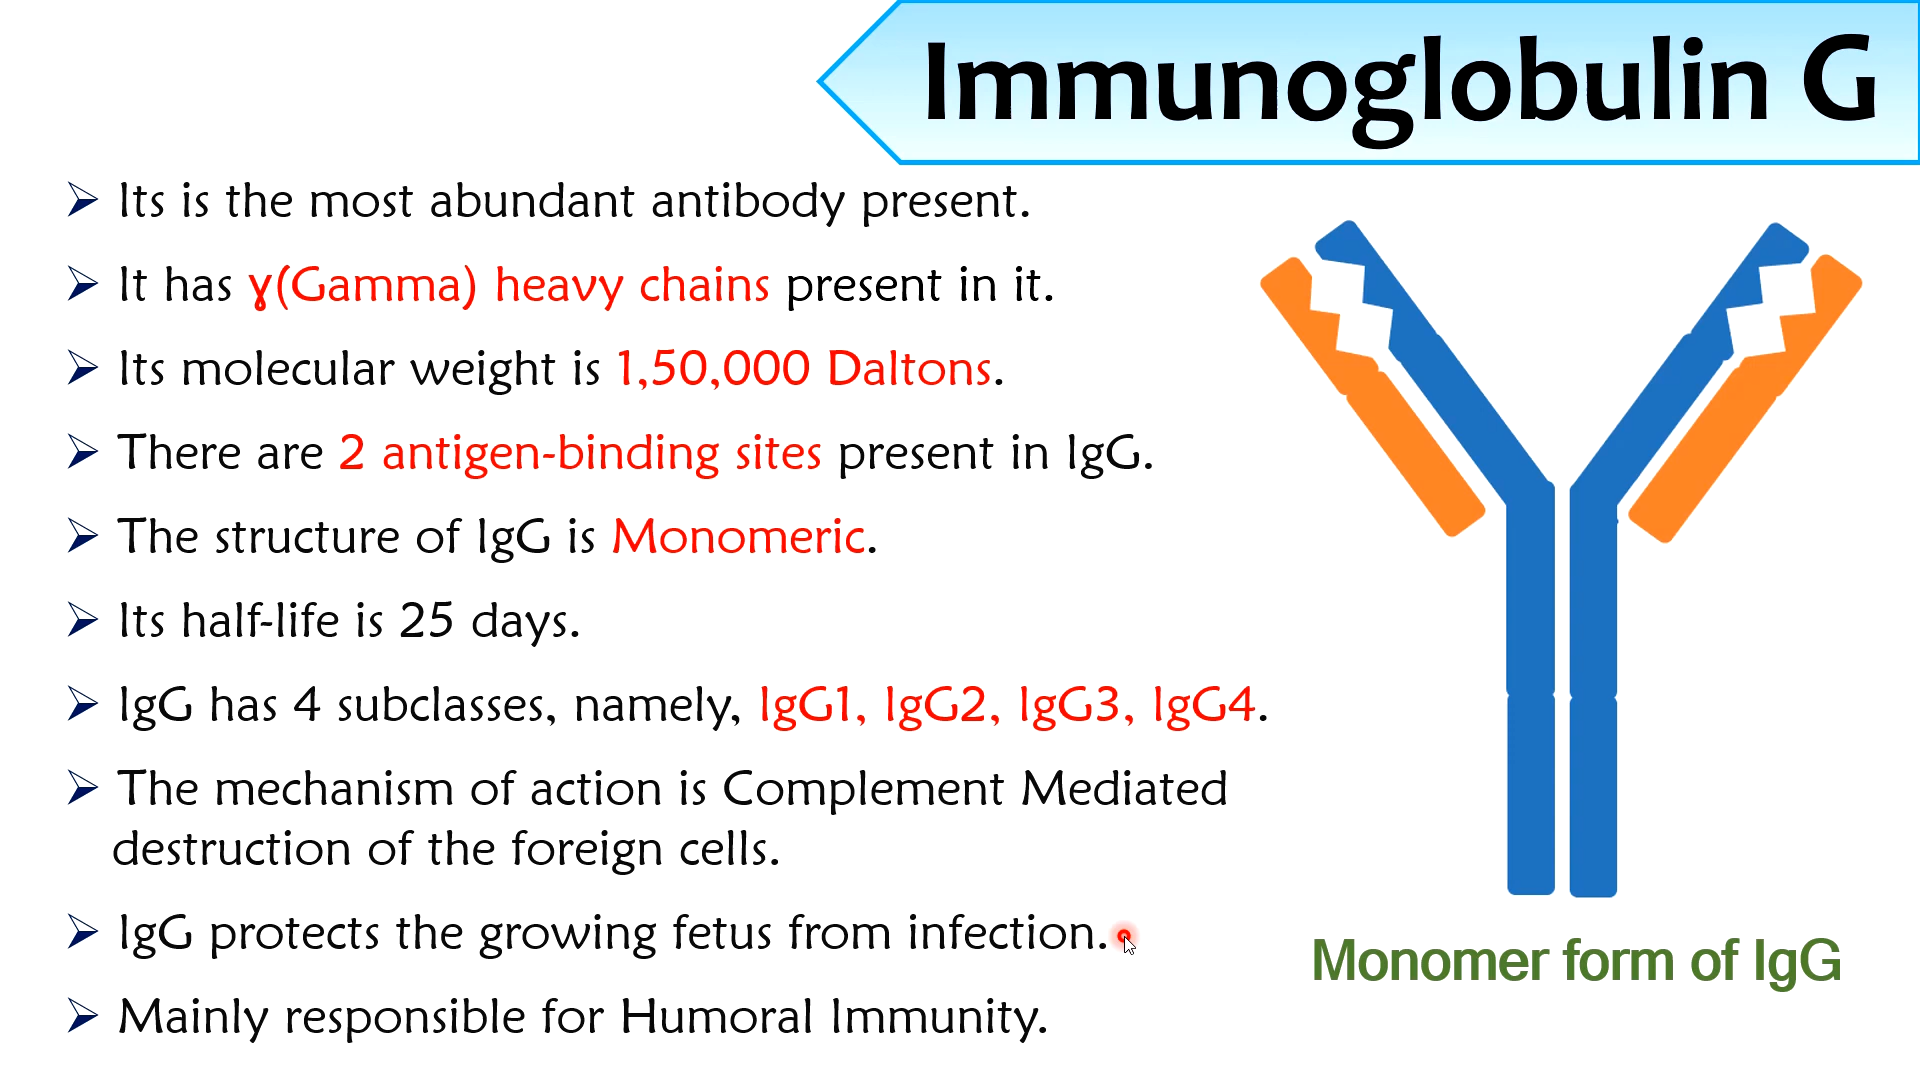 Immunoglobulin G
➢ Its is the most abundant antibody present.
➢ It has ɣ(Gamma) heavy chains present in it.
➢ Its molecular weight is 1,50,000 Daltons.
➢ There are 2 antigen-binding sites present in IgG.
➢ The structure of IgG is Monomeric.
➢ Its half-life is 25 days.
➢ IgG has 4 subclasses, namely, IgG1, IgG2, IgG3, IgG4.
➢ The mechanism of action is Complement Mediated
destruction of the foreign cells.
➢ IgG protects the growing fetus from infection.
➢ Mainly responsible for Humoral Immunity.
Monomer form of IgG